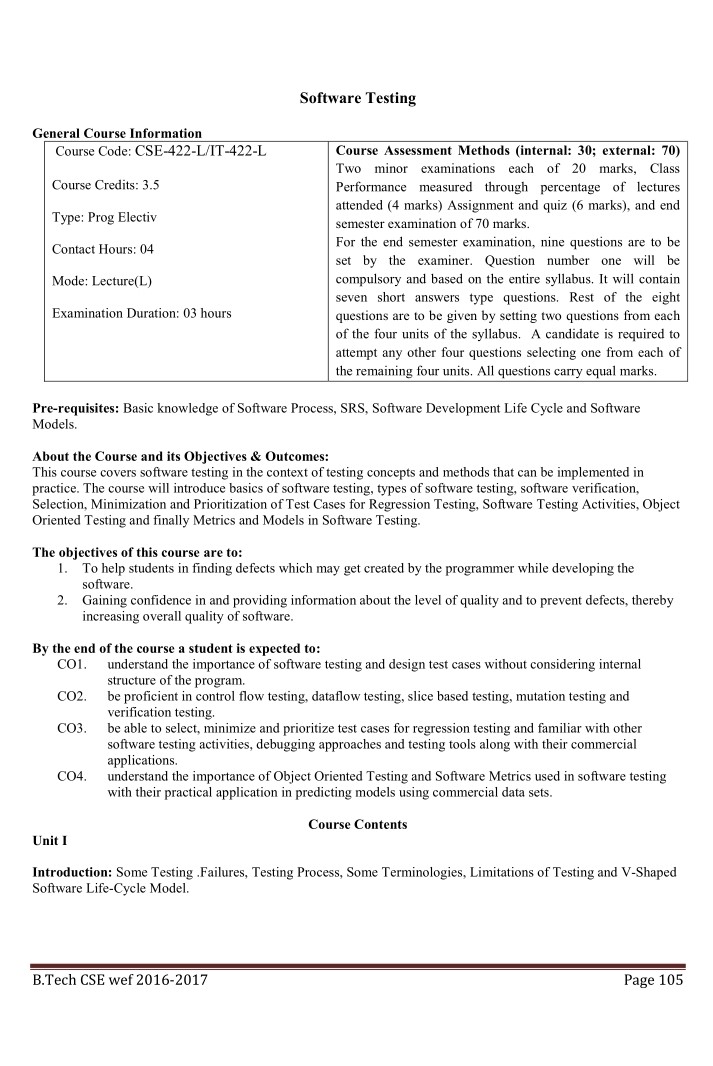 Software Testing
General Course Information
Course Code: CSE-422-L/IT-422-L
Course Credits: 3.5
Type: Prog Electiv
Contact Hours: 04
Mode: Lecture(L)
Examination Duration: 03 hours
Course Assessment Methods (internal: 30; external: 70)
Two minor examinations each of 20 marks, Class
Performance measured through percentage of lectures
attended (4 marks) Assignment and quiz (6 marks), and end
semester examination of 70 marks.
For the end semester examination, nine questions are to be
set by the examiner. Question number one will be
compulsory and based on the entire syllabus. It will contain
seven short answers type questions. Rest of the eight
questions are to be given by setting two questions from each
of the four units of the syllabus. A candidate is required to
attempt any other four questions selecting one from each of
the remaining four units. All questions carry equal marks.
Pre-requisites: Basic knowledge of Software Process, SRS, Software Development Life Cycle and Software
Models.
About the Course and its Objectives & Outcomes:
This course covers software testing in the context of testing concepts and methods that can be implemented in
practice. The course will introduce basics of software testing, types of software testing, software verification,
Selection, Minimization and Prioritization of Test Cases for Regression Testing, Software Testing Activities, Object
Oriented Testing and finally Metrics and Models in Software Testing.
The objectives of this course are to:
1. To help students in finding defects which may get created by the programmer while developing the
software.
2. Gaining confidence in and providing information about the level of quality and to prevent defects, thereby
increasing overall quality of software.
By the end of the course a student is expected to:
CO1. understand the importance of software testing and design test cases without considering internal
structure of the program.
CO2. be proficient in control flow testing, dataflow testing, slice based testing, mutation testing and
verification testing.
CO3. be able to select, minimize and prioritize test cases for regression testing and familiar with other
software testing activities, debugging approaches and testing tools along with their commercial
applications.
CO4. understand the importance of Object Oriented Testing and Software Metrics used in software testing
with their practical application in predicting models using commercial data sets.
Course Contents
Unit I
Introduction: Some Testing .Failures, Testing Process, Some Terminologies, Limitations of Testing and V-Shaped
Software Life-Cycle Model.
B.Tech CSE wef 2016-2017 Page 105